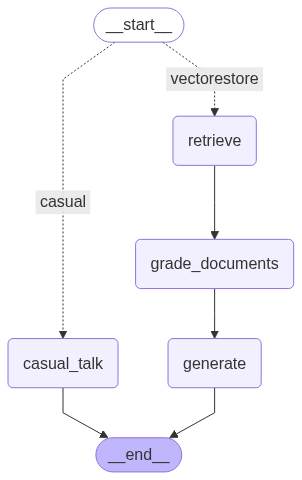 __start__
vectorestore
retrieve
casual
grade_documents
casual_talk
generate
__end__